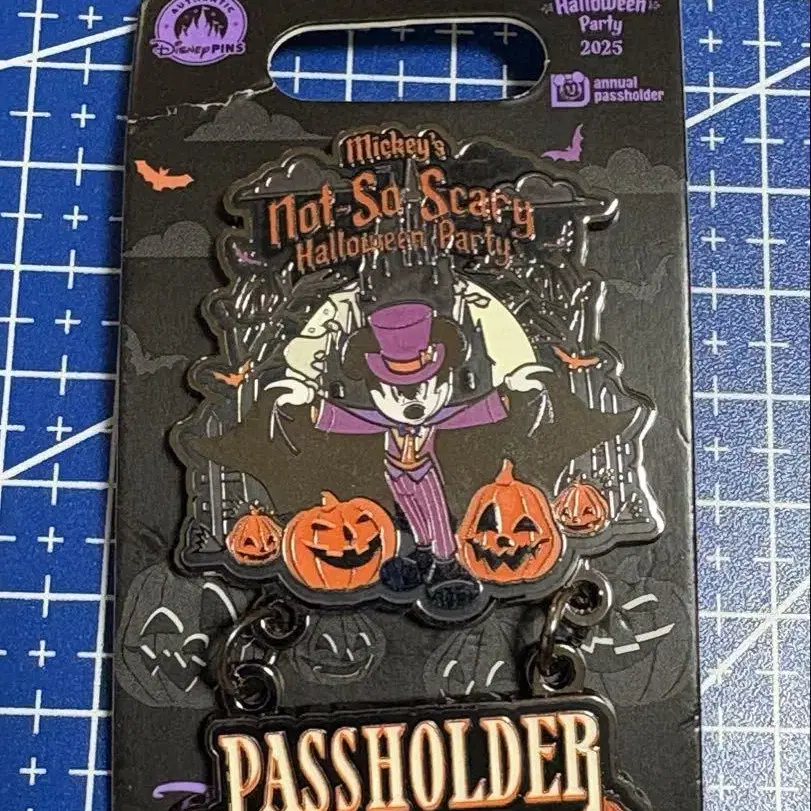 AUTHENTIC
DISNEY PINS
Halloween
Party
2025
annual
passholder
Mickey's
Not-So-Scary
Halloween Party
PASSHOLDER